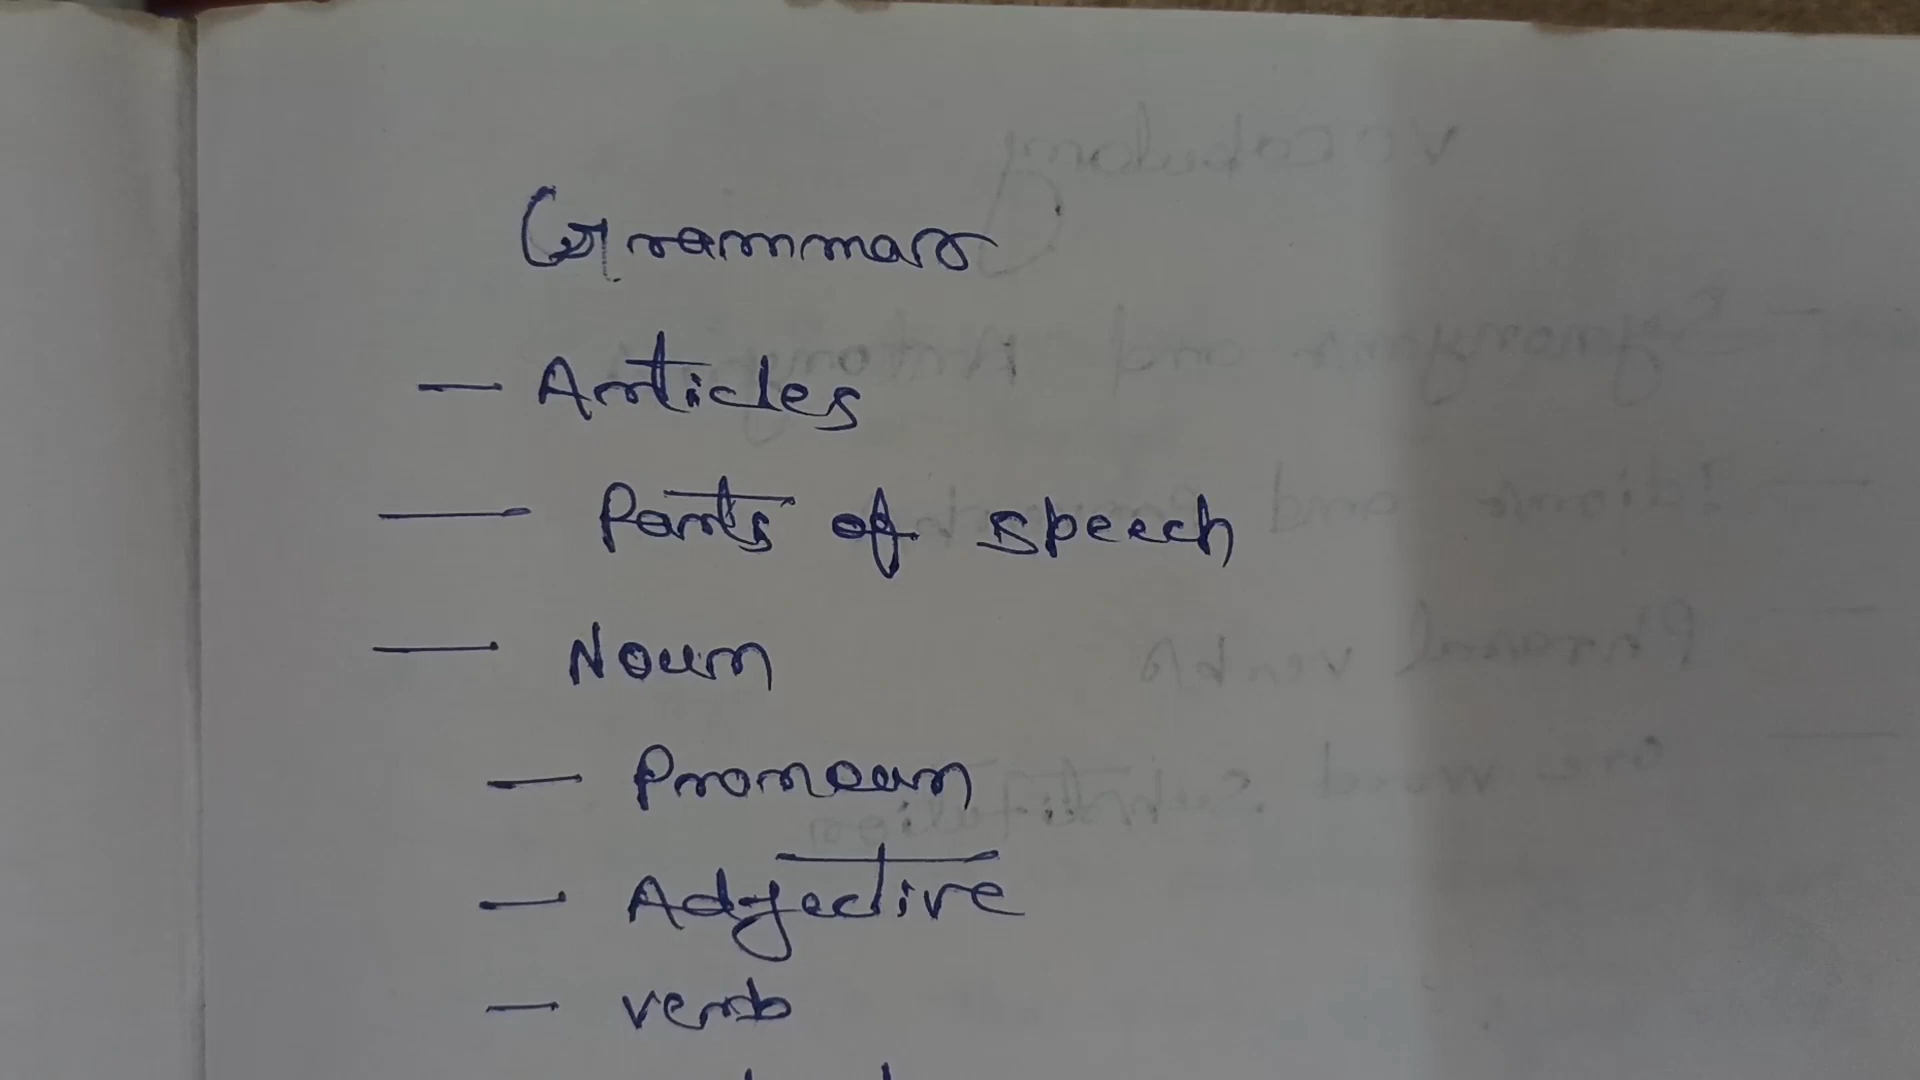 Grammar
— Articles
— Parts of speech
— Noun
— Pronoun
— Adjective
— verb